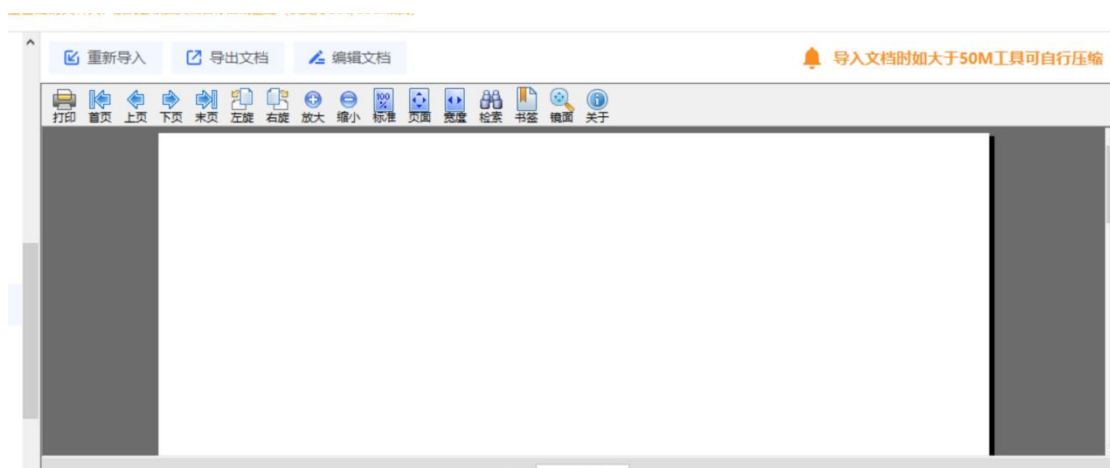 重新导入 导出文档 编辑文档 导入文档时如大于50M工具可自行压缩
打印 首页 上页 下页 末页 左旋 右旋 放大 缩小 标准 页面 宽度 检索 书签 镜面 关于